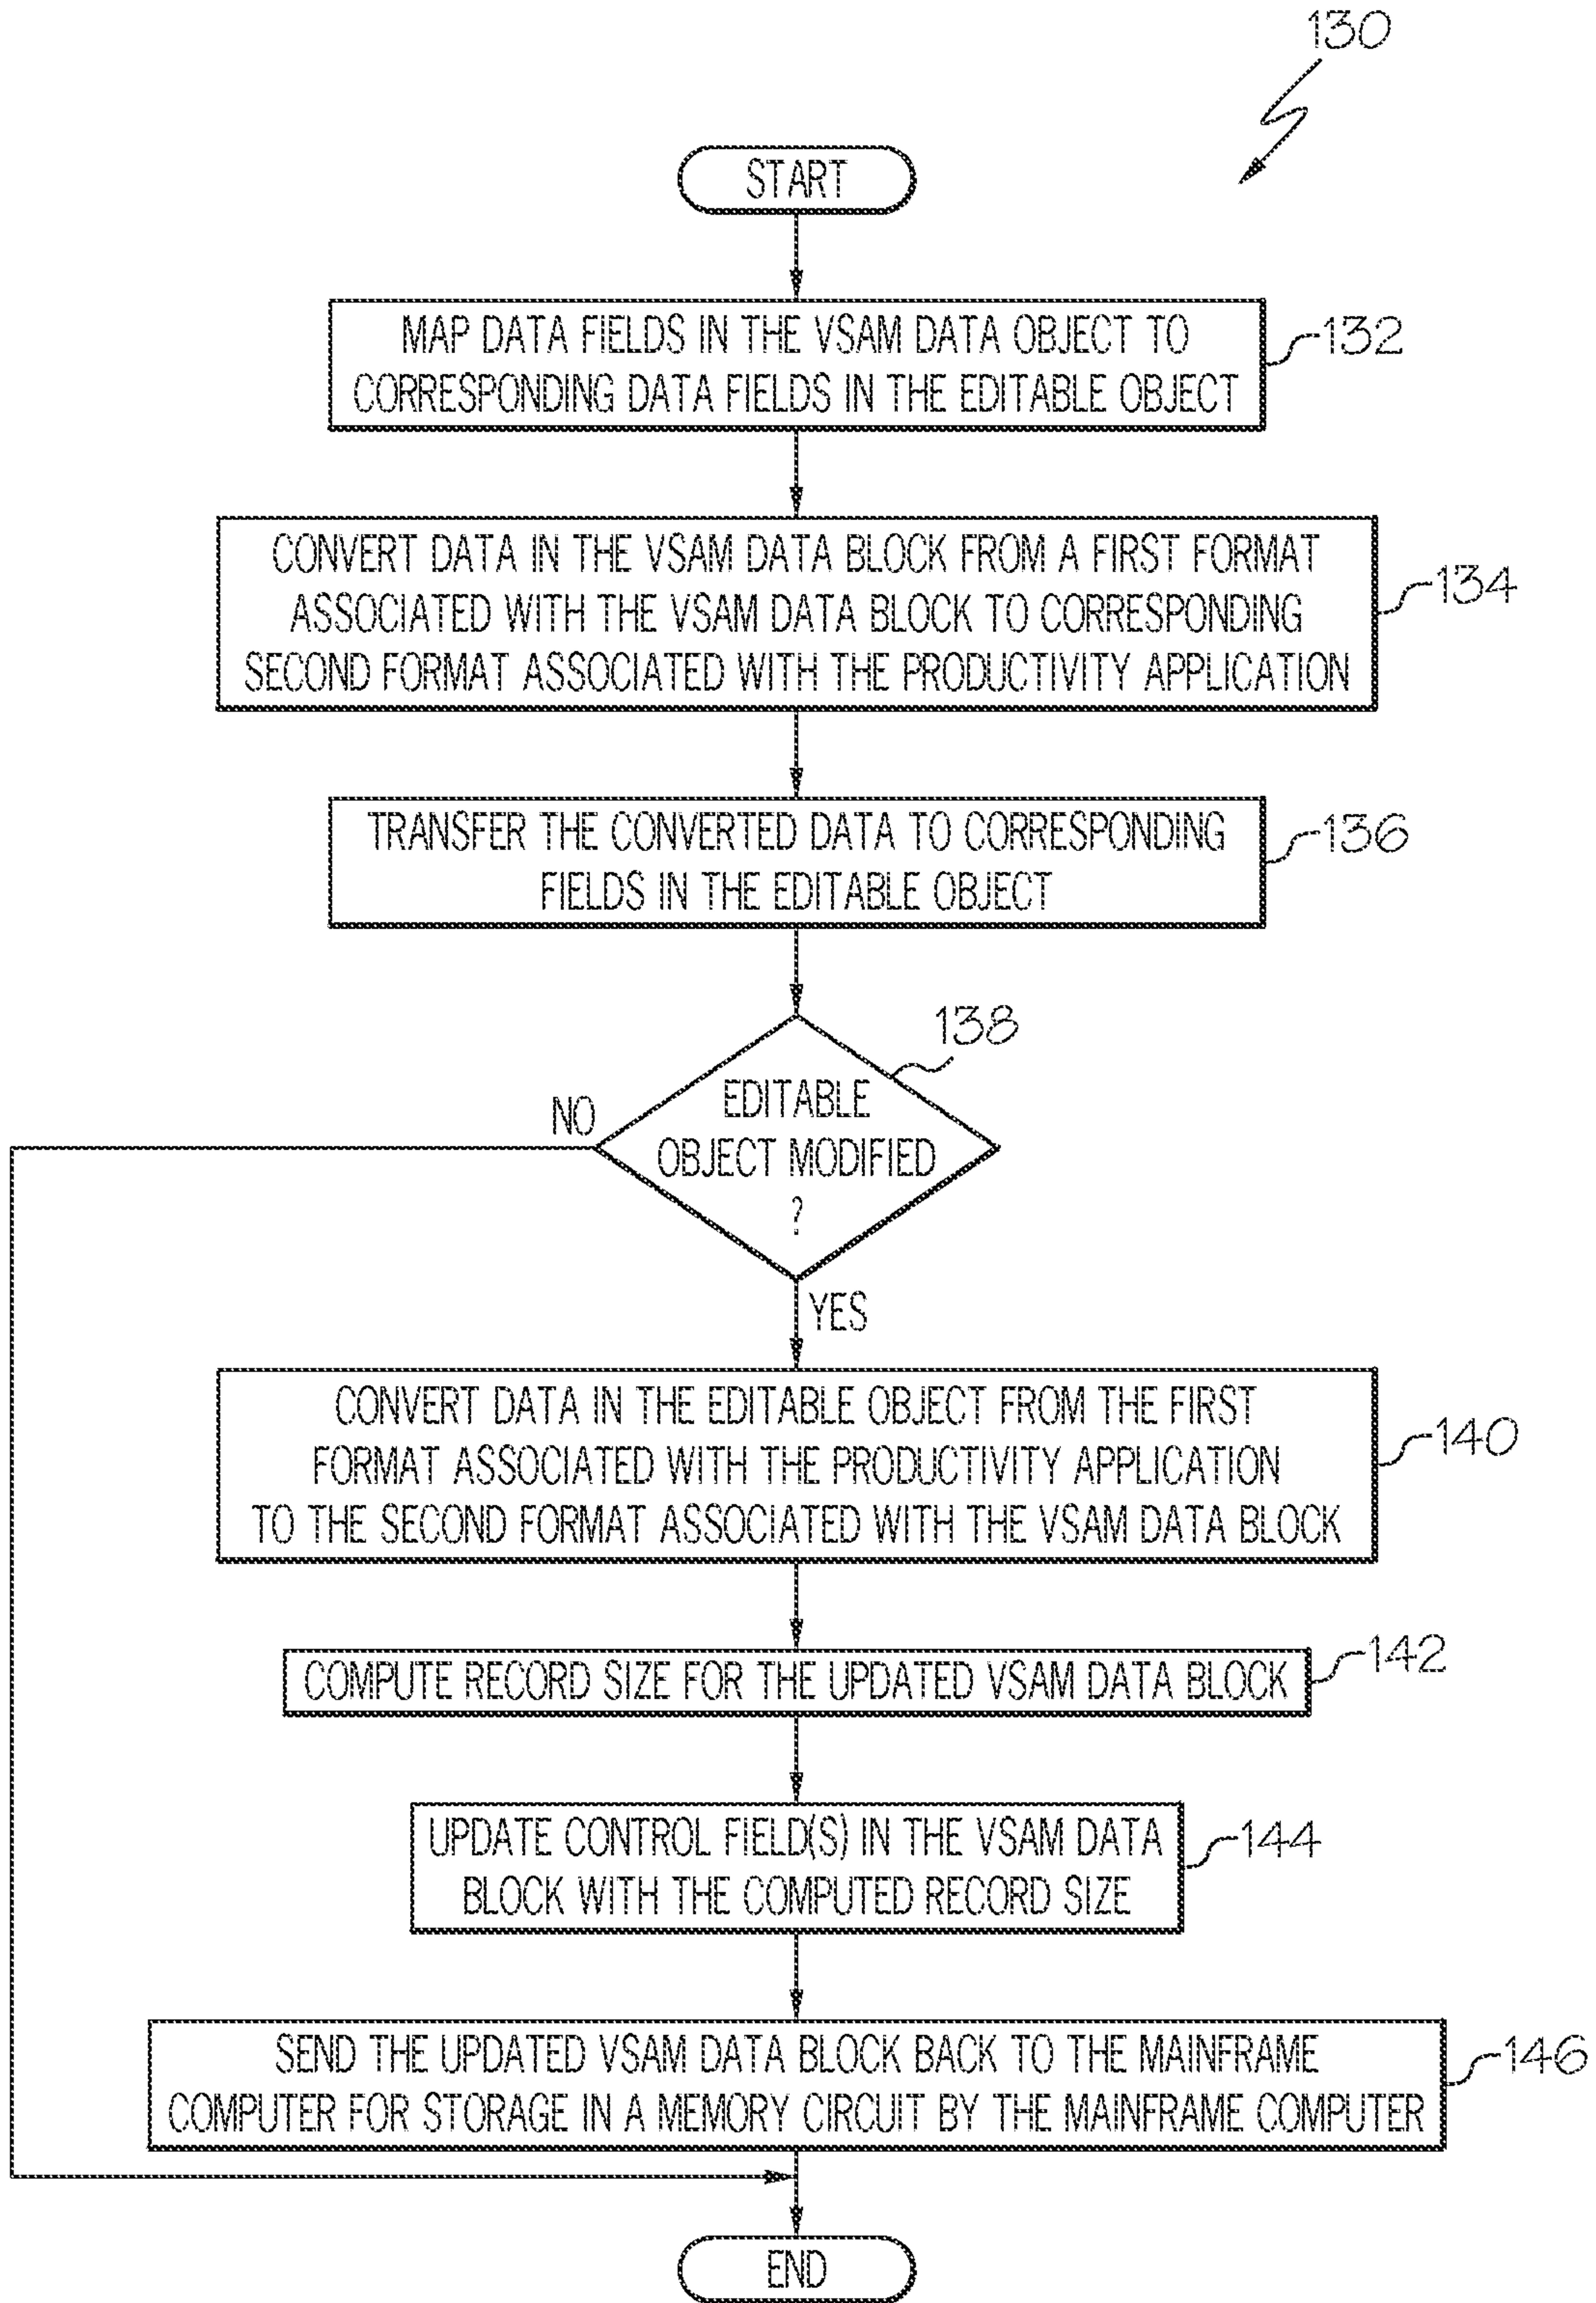 130
START
MAP DATA FIELDS IN THE VSAM DATA OBJECT TO
CORRESPONDING DATA FIELDS IN THE EDITABLE OBJECT
132
CONVERT DATA IN THE VSAM DATA BLOCK FROM A FIRST FORMAT
ASSOCIATED WITH THE VSAM DATA BLOCK TO CORRESPONDING
SECOND FORMAT ASSOCIATED WITH THE PRODUCTIVITY APPLICATION
134
TRANSFER THE CONVERTED DATA TO CORRESPONDING
FIELDS IN THE EDITABLE OBJECT
136
138
EDITABLE
OBJECT MODIFIED
?
NO
YES
CONVERT DATA IN THE EDITABLE OBJECT FROM THE FIRST
FORMAT ASSOCIATED WITH THE PRODUCTIVITY APPLICATION
TO THE SECOND FORMAT ASSOCIATED WITH THE VSAM DATA BLOCK
140
COMPUTE RECORD SIZE FOR THE UPDATED VSAM DATA BLOCK
142
UPDATE CONTROL FIELD(S) IN THE VSAM DATA
BLOCK WITH THE COMPUTED RECORD SIZE
144
SEND THE UPDATED VSAM DATA BLOCK BACK TO THE MAINFRAME
COMPUTER FOR STORAGE IN A MEMORY CIRCUIT BY THE MAINFRAME COMPUTER
146
END